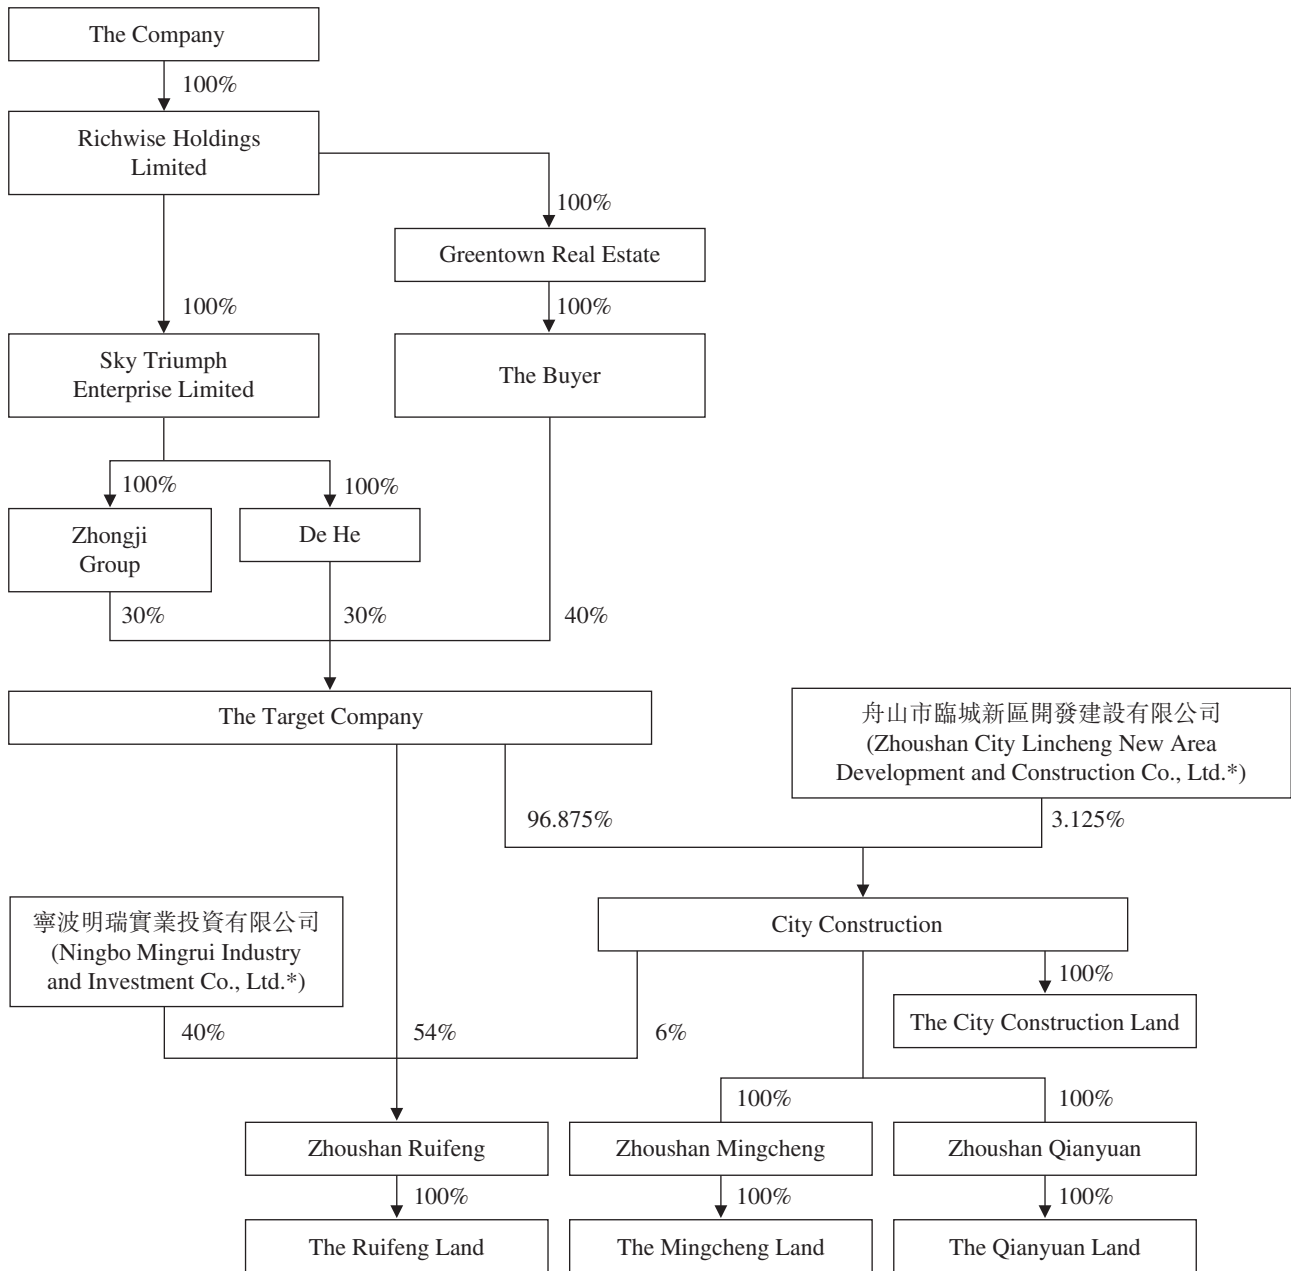 The Company
100%
Richwise Holdings
Limited
100%
Greentown Real Estate
100%
100%
Sky Triumph
Enterprise Limited
The Buyer
100%
100%
Zhongji
Group
De He
30%
30%
40%
The Target Company
舟山市臨城新區開發建設有限公司
(Zhoushan City Lincheng New Area
Development and Construction Co., Ltd.*)
96.875%
3.125%
寧波明瑞實業投資有限公司
(Ningbo Mingrui Industry
and Investment Co., Ltd.*)
City Construction
100%
The City Construction Land
40%
54%
6%
100%
100%
Zhoushan Ruifeng
Zhoushan Mingcheng
Zhoushan Qianyuan
100%
100%
100%
The Ruifeng Land
The Mingcheng Land
The Qianyuan Land